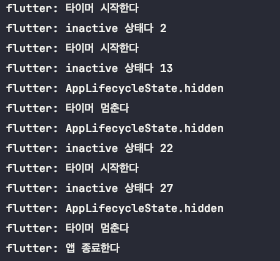 flutter: 타이머 시작한다
flutter: inactive 상태다 2
flutter: 타이머 시작한다
flutter: inactive 상태다 13
flutter: AppLifecycleState.hidden
flutter: 타이머 멈춘다
flutter: AppLifecycleState.hidden
flutter: inactive 상태다 22
flutter: 타이머 시작한다
flutter: inactive 상태다 27
flutter: AppLifecycleState.hidden
flutter: 타이머 멈춘다
flutter: 앱 종료한다